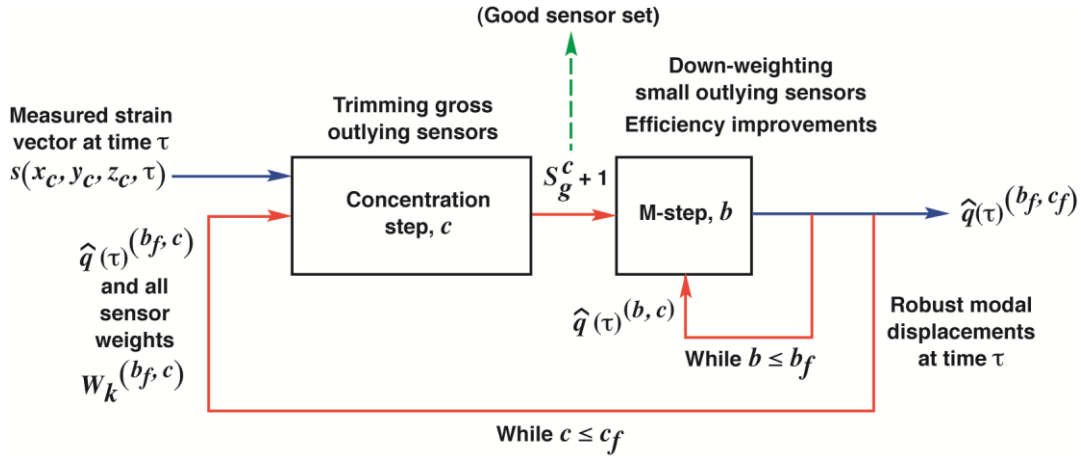 (Good sensor set)
Down-weighting
small outlying sensors
Efficiency improvements
Trimming gross
outlying sensors
Measured strain
vector at time τ
s(x_c, y_c, z_c, τ)
Concentration
step, c
S_g^c + 1
M-step, b
q̂(τ)^(b_f, c_f)
q̂(τ)^(b_f, c)
and all
sensor
weights
W_k^(b_f, c)
q̂(τ)^(b, c)
While b ≤ b_f
Robust modal
displacements
at time τ
While c ≤ c_f